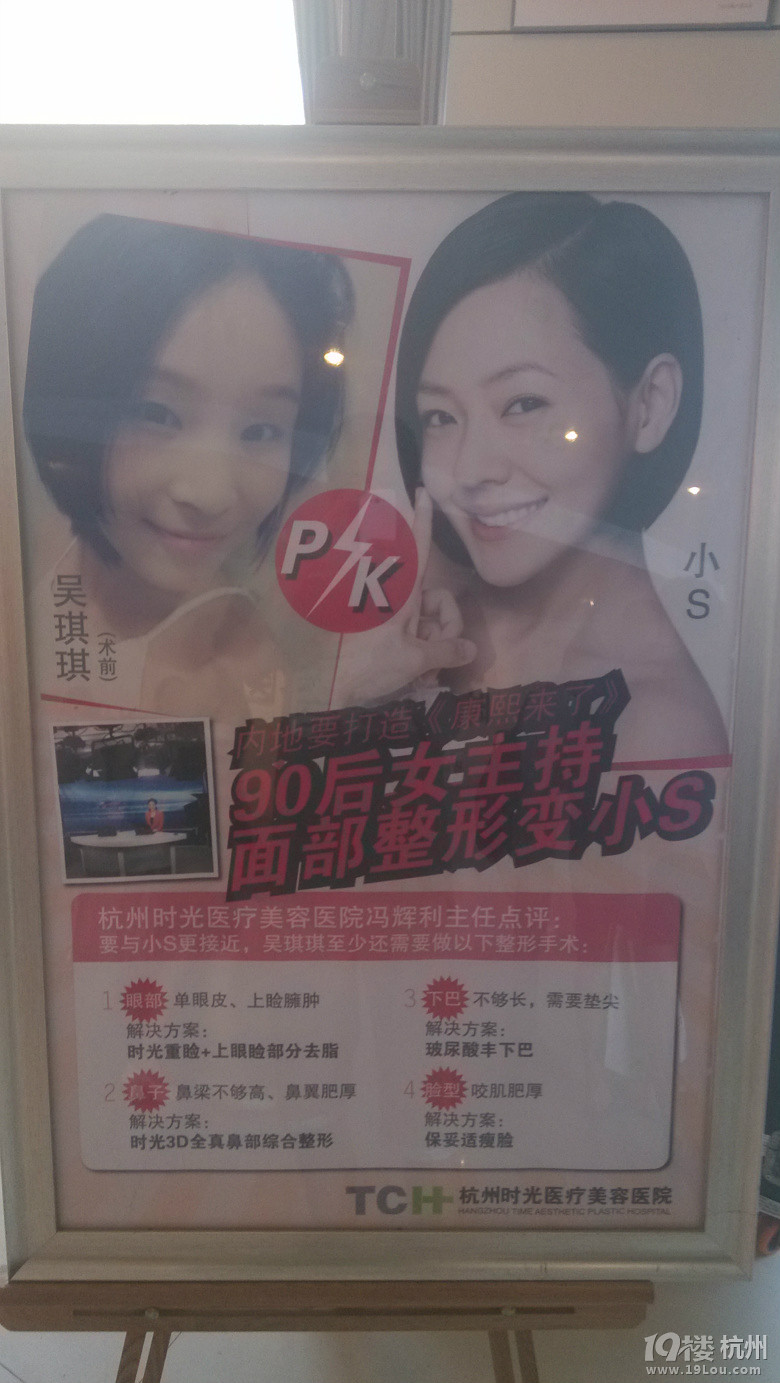 PK
吴琪琪
(术前)
小S
内地要打造《康熙来了》
90后女主持
面部整形变小S
杭州时光医疗美容医院冯辉利主任点评：
要与小S更接近，吴琪琪至少还需要做以下整形手术：
1 眼部 单眼皮、上睑臃肿
解决方案：
时光重睑+上眼睑部分去脂
2 鼻子 鼻梁不够高、鼻翼肥厚
解决方案：
时光3D全真鼻部综合整形
3 下巴 不够长，需要垫尖
解决方案：
玻尿酸丰下巴
4 脸型 咬肌肥厚
解决方案：
保妥适瘦脸
TCH 杭州时光医疗美容医院
HANGZHOU TIME AESTHETIC PLASTIC HOSPITAL
19楼 杭州
www.19Lou.com